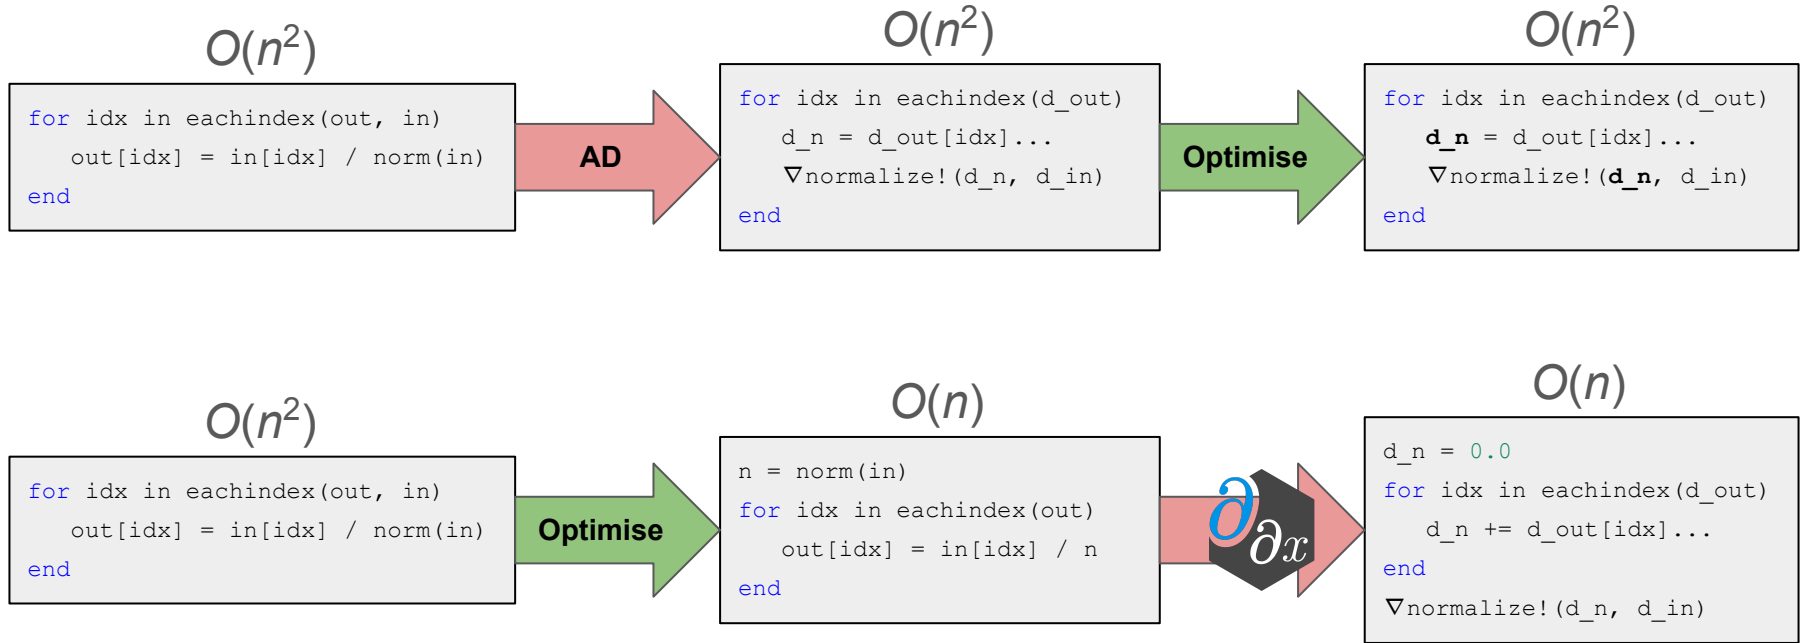 O(n²)
for idx in eachindex(out, in)
   out[idx] = in[idx] / norm(in)
end
AD
O(n²)
for idx in eachindex(d_out)
   d_n = d_out[idx]...
   ∇normalize!(d_n, d_in)
end
Optimise
O(n²)
for idx in eachindex(d_out)
   d_n = d_out[idx]...
   ∇normalize!(d_n, d_in)
end
O(n²)
for idx in eachindex(out, in)
   out[idx] = in[idx] / norm(in)
end
Optimise
O(n)
n = norm(in)
for idx in eachindex(out)
   out[idx] = in[idx] / n
end
∂
∂x
O(n)
d_n = 0.0
for idx in eachindex(d_out)
   d_n += d_out[idx]...
end
∇normalize!(d_n, d_in)